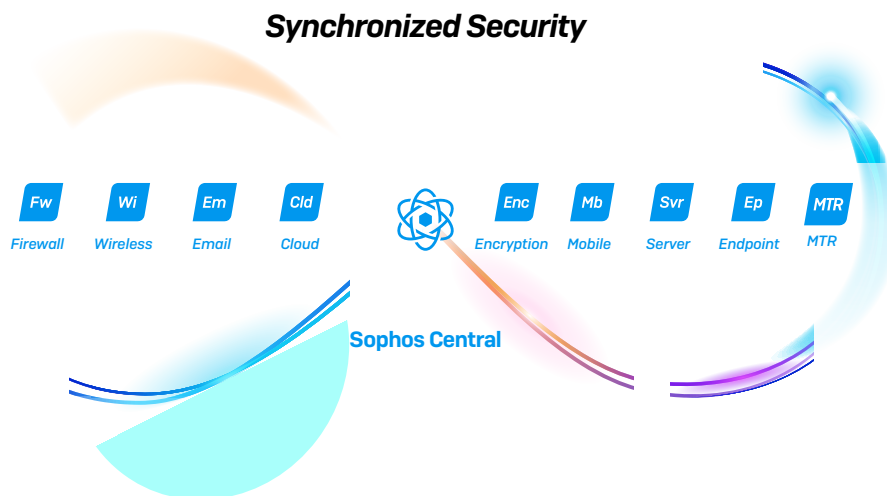 Synchronized Security
Fw
Wi
Em
Cld
Enc
Mb
Svr
Ep
MTR
Firewall
Wireless
Email
Cloud
Encryption
Mobile
Server
Endpoint
MTR
Sophos Central